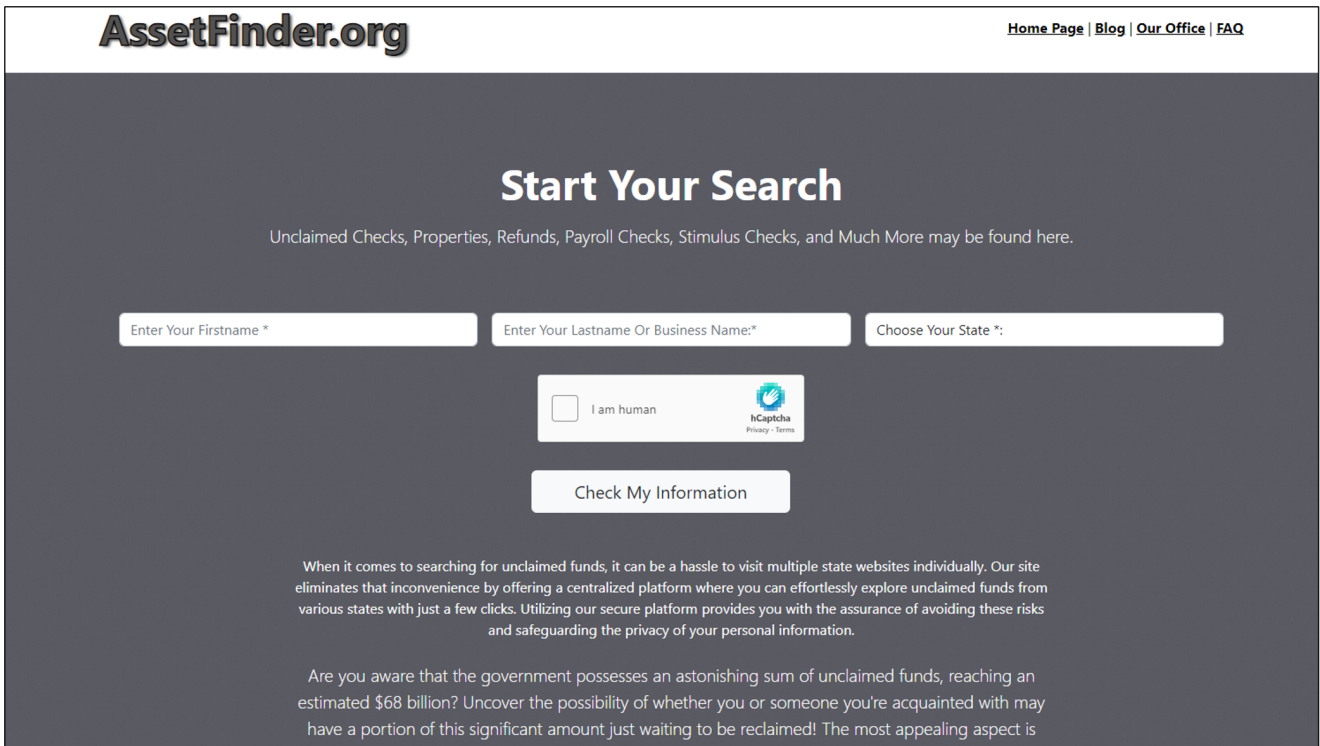 AssetFinder.org
Home Page | Blog | Our Office | FAQ
Start Your Search
Unclaimed Checks, Properties, Refunds, Payroll Checks, Stimulus Checks, and Much More may be found here.
Enter Your Firstname *
Enter Your Lastname Or Business Name:*
Choose Your State *:
I am human
hCaptcha
Privacy - Terms
Check My Information
When it comes to searching for unclaimed funds, it can be a hassle to visit multiple state websites individually. Our site
eliminates that inconvenience by offering a centralized platform where you can effortlessly explore unclaimed funds from
various states with just a few clicks. Utilizing our secure platform provides you with the assurance of avoiding these risks
and safeguarding the privacy of your personal information.
Are you aware that the government possesses an astonishing sum of unclaimed funds, reaching an
estimated $68 billion? Uncover the possibility of whether you or someone you're acquainted with may
have a portion of this significant amount just waiting to be reclaimed! The most appealing aspect is